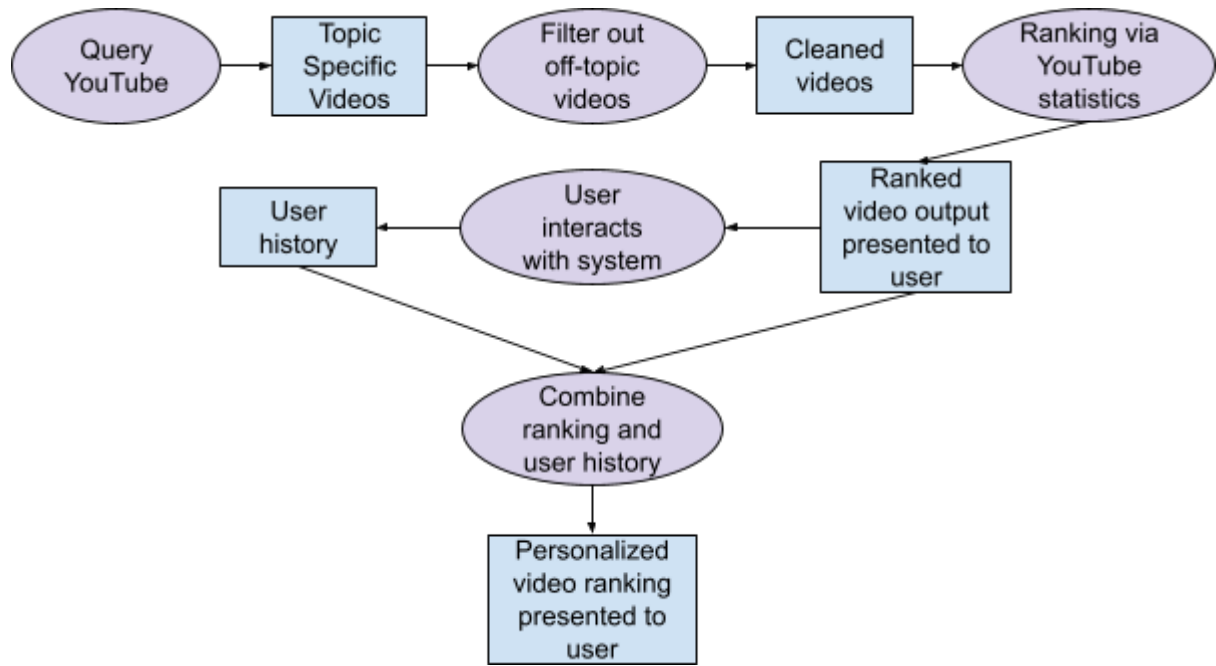 Query
YouTube
Topic
Specific
Videos
Filter out
off-topic
videos
Cleaned
videos
Ranking via
YouTube
statistics
User
history
User
interacts
with system
Ranked
video output
presented to
user
Combine
ranking and
user history
Personalized
video ranking
presented to
user